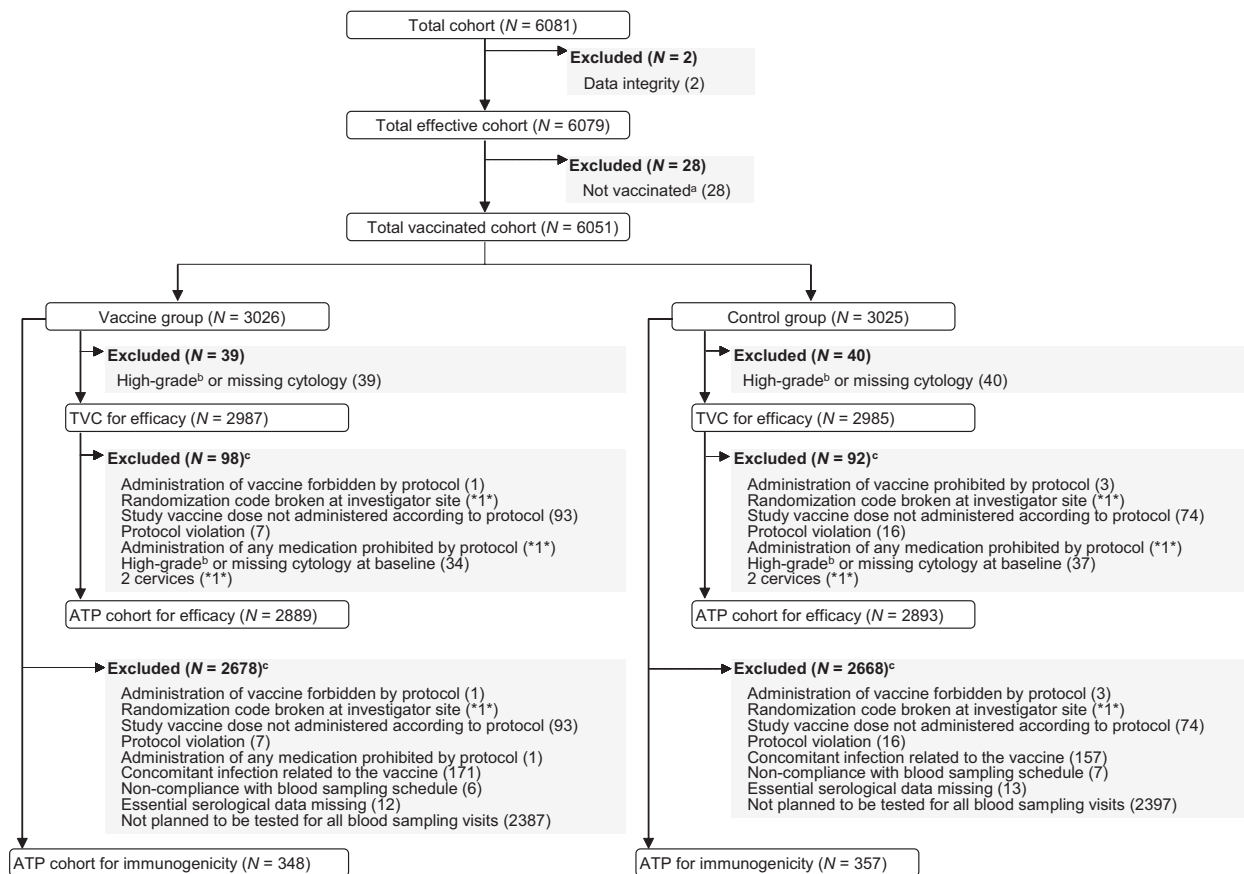 Total cohort (N = 6081)
Excluded (N = 2)
Data integrity (2)
Total effective cohort (N = 6079)
Excluded (N = 28)
Not vaccinatedᵃ (28)
Total vaccinated cohort (N = 6051)
Vaccine group (N = 3026)
Excluded (N = 39)
High-gradeᵇ or missing cytology (39)
TVC for efficacy (N = 2987)
Excluded (N = 98)ᶜ
Administration of vaccine forbidden by protocol (1)
Randomization code broken at investigator site (*1*)
Study vaccine dose not administered according to protocol (93)
Protocol violation (7)
Administration of any medication prohibited by protocol (*1*)
High-gradeᵇ or missing cytology at baseline (34)
2 cervices (*1*)
ATP cohort for efficacy (N = 2889)
Excluded (N = 2678)ᶜ
Administration of vaccine forbidden by protocol (1)
Randomization code broken at investigator site (*1*)
Study vaccine dose not administered according to protocol (93)
Protocol violation (7)
Administration of any medication prohibited by protocol (1)
Concomitant infection related to the vaccine (171)
Non-compliance with blood sampling schedule (6)
Essential serological data missing (12)
Not planned to be tested for all blood sampling visits (2387)
ATP cohort for immunogenicity (N = 348)
Control group (N = 3025)
Excluded (N = 40)
High-gradeᵇ or missing cytology (40)
TVC for efficacy (N = 2985)
Excluded (N = 92)ᶜ
Administration of vaccine prohibited by protocol (3)
Randomization code broken at investigator site (*1*)
Study vaccine dose not administered according to protocol (74)
Protocol violation (16)
Administration of any medication prohibited by protocol (*1*)
High-gradeᵇ or missing cytology at baseline (37)
2 cervices (*1*)
ATP cohort for efficacy (N = 2893)
Excluded (N = 2668)ᶜ
Administration of vaccine forbidden by protocol (3)
Randomization code broken at investigator site (*1*)
Study vaccine dose not administered according to protocol (74)
Protocol violation (16)
Concomitant infection related to the vaccine (157)
Non-compliance with blood sampling schedule (7)
Essential serological data missing (13)
Not planned to be tested for all blood sampling visits (2397)
ATP for immunogenicity (N = 357)